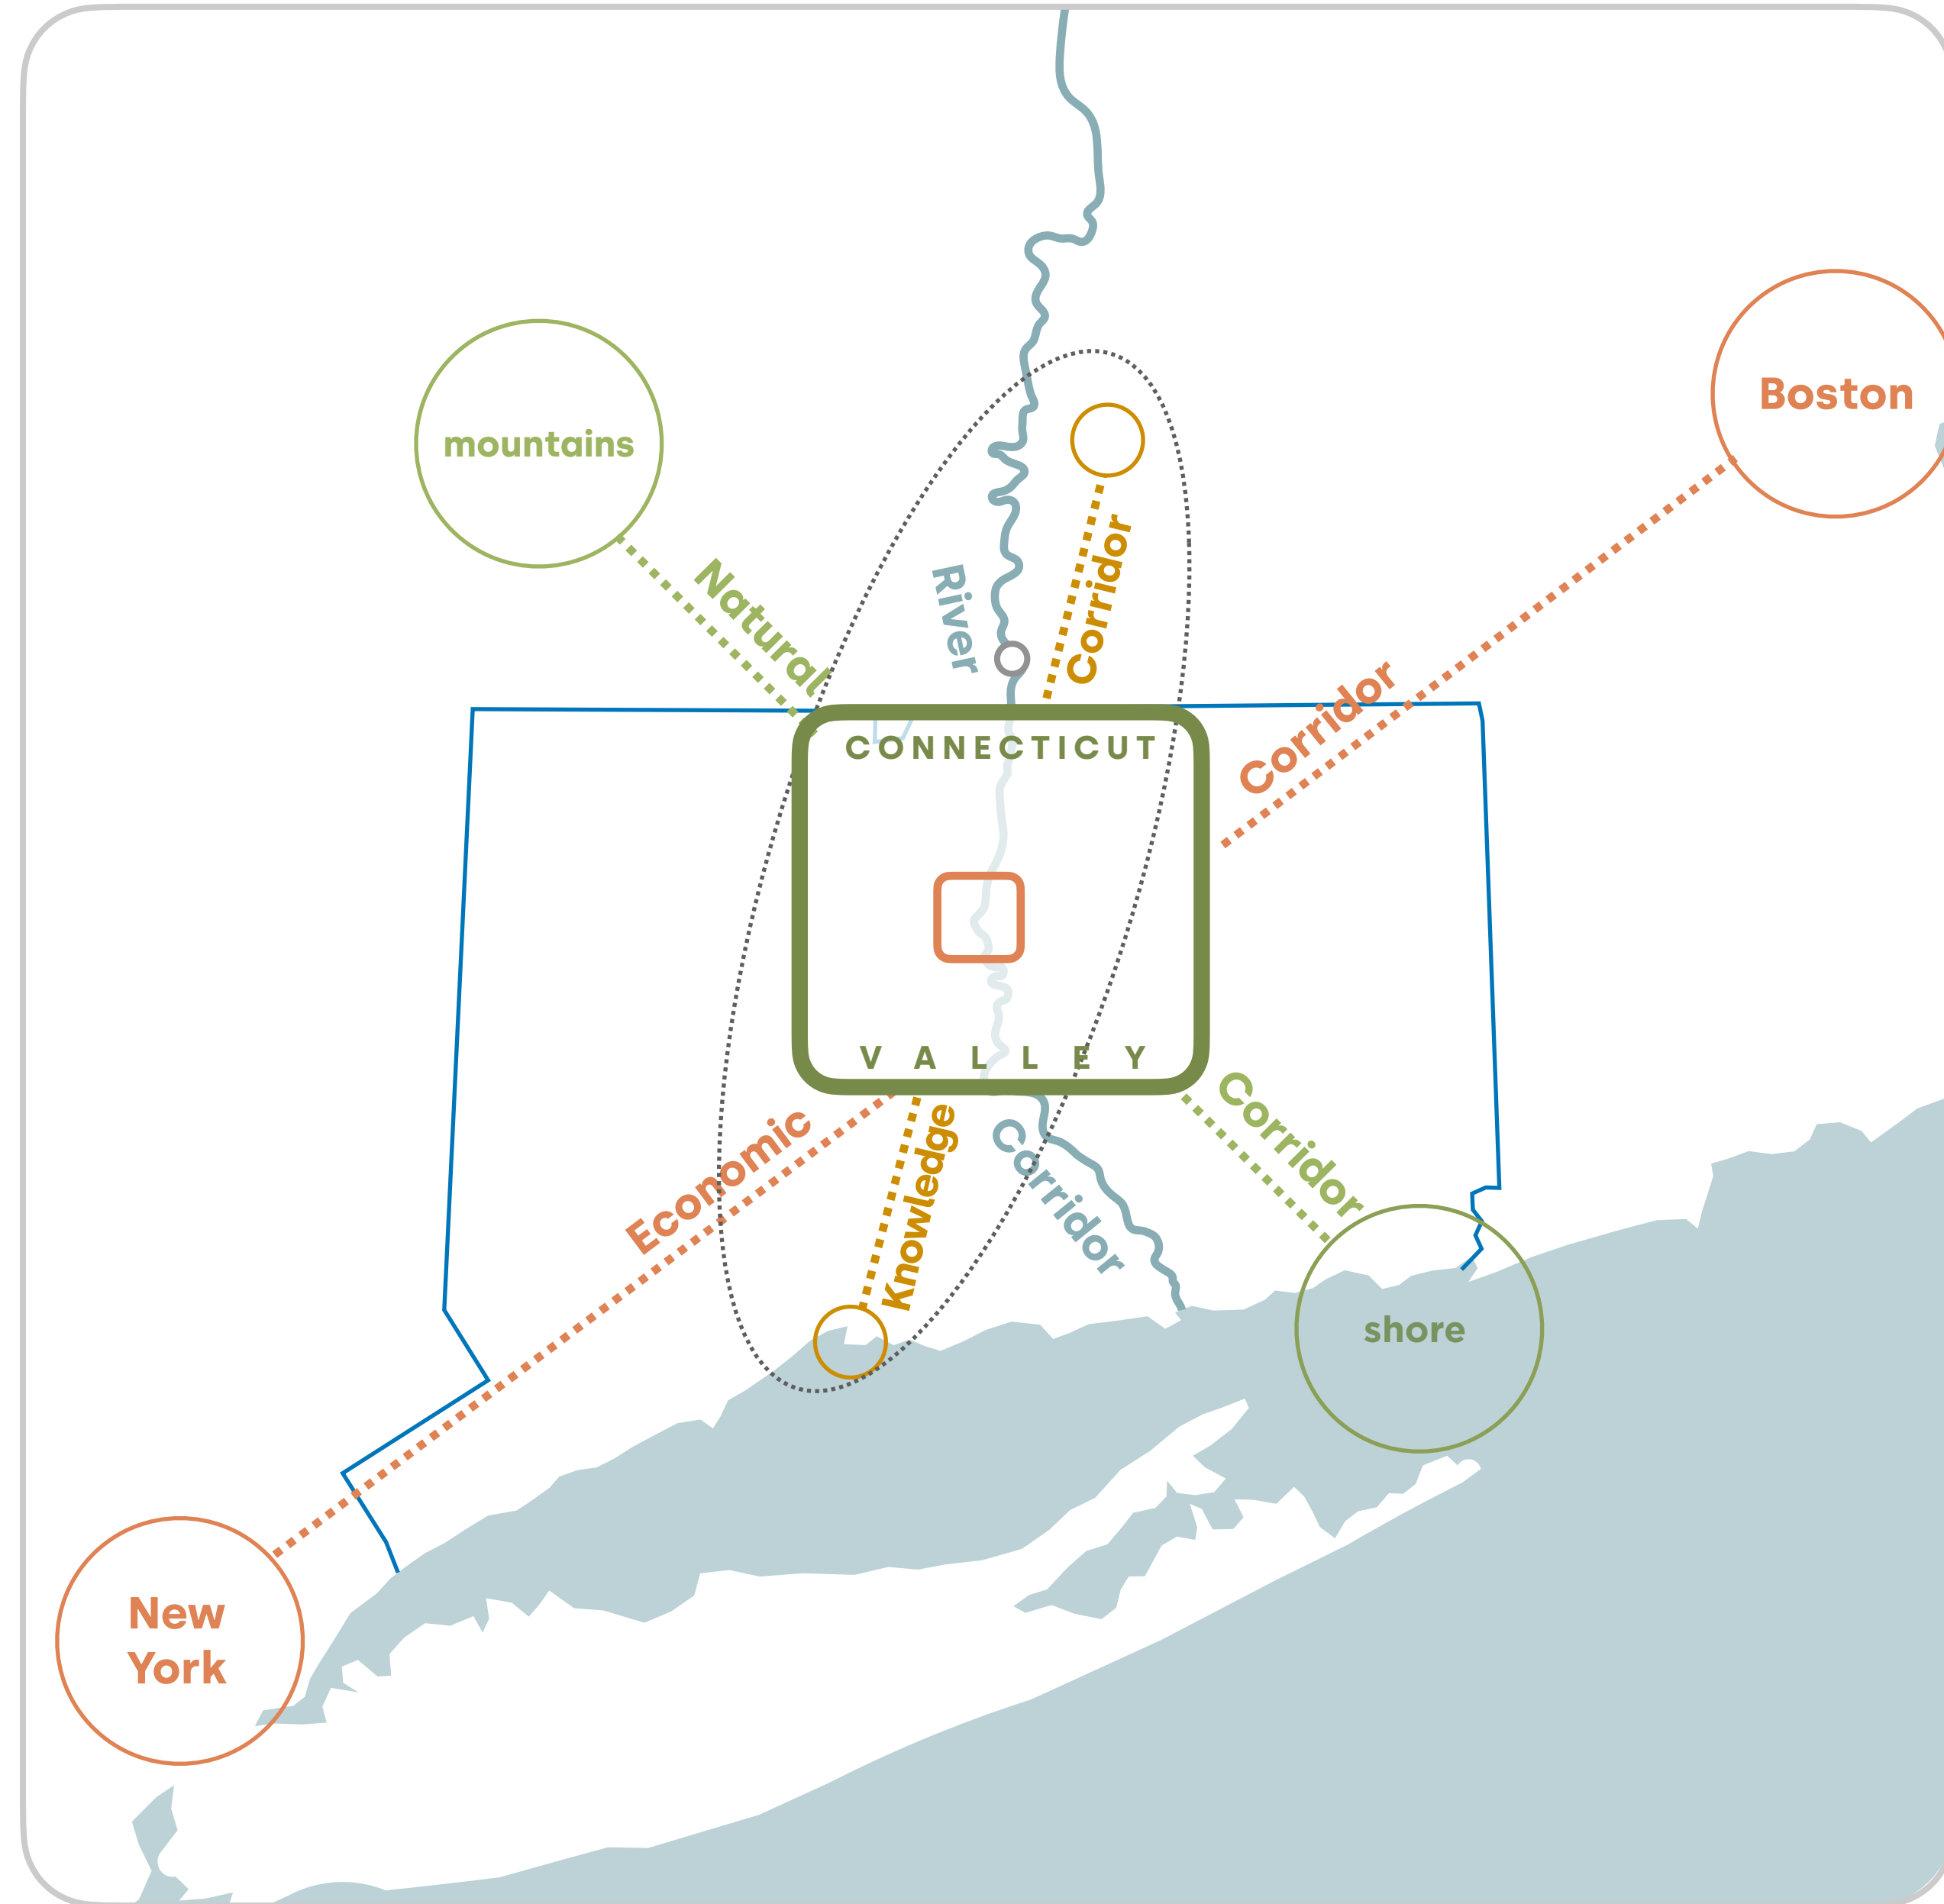 Boston
mountains
Natural
River
Corridor
Corridor
CONNECTICUT
VALLEY
Economic
Knowledge
Corridor
Corridor
shore
New
York